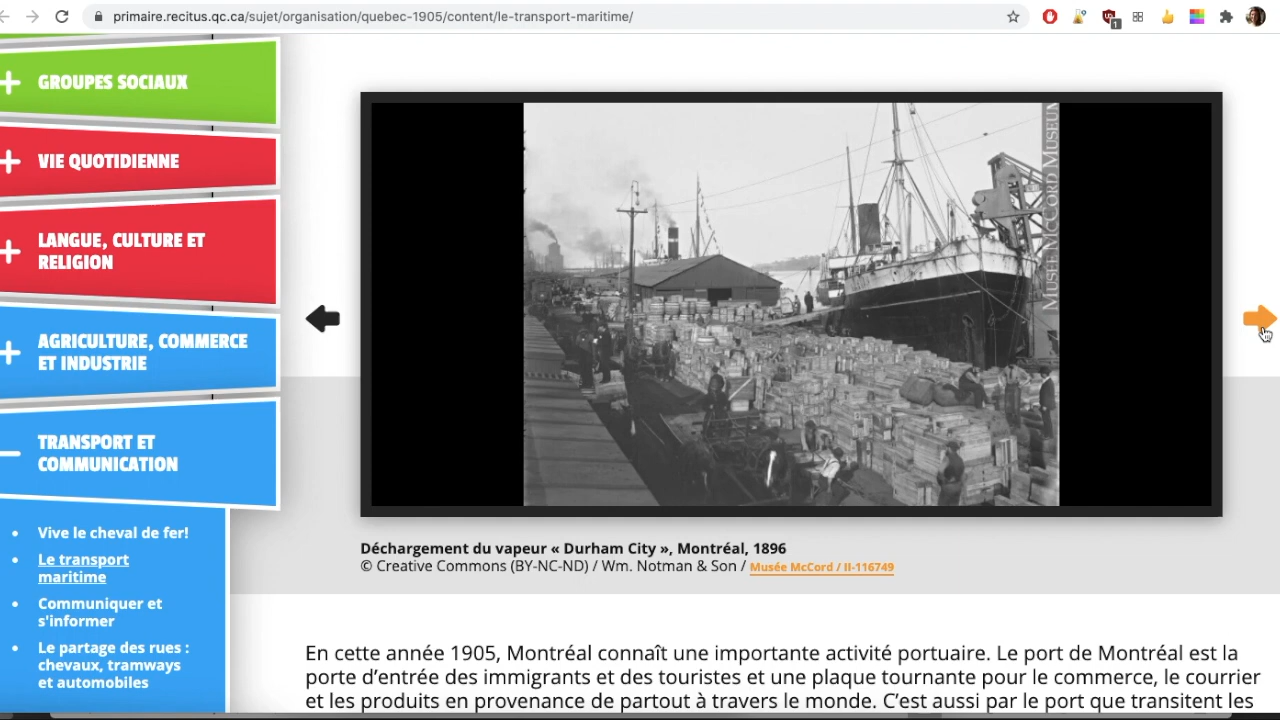 primaire.recitus.qc.ca/sujet/organisation/quebec-1905/content/le-transport-maritime/
1
GROUPES SOCIAUX
VIE QUOTIDIENNE
LANGUE, CULTURE ET
RELIGION
AGRICULTURE, COMMERCE
ET INDUSTRIE
TRANSPORT ET
COMMUNICATION
• Vive le cheval de fer!
• Le transport
maritime
• Communiquer et
s'informer
• Le partage des rues :
chevaux, tramways
et automobiles
MUSÉE MCCORD MUSEUM
Déchargement du vapeur « Durham City », Montréal, 1896
© Creative Commons (BY-NC-ND) / Wm. Notman & Son / Musée McCord / II-116749
En cette année 1905, Montréal connaît une importante activité portuaire. Le port de Montréal est la
porte d’entrée des immigrants et des touristes et une plaque tournante pour le commerce, le courrier
et les produits en provenance de partout à travers le monde. C’est aussi par le port que transitent les